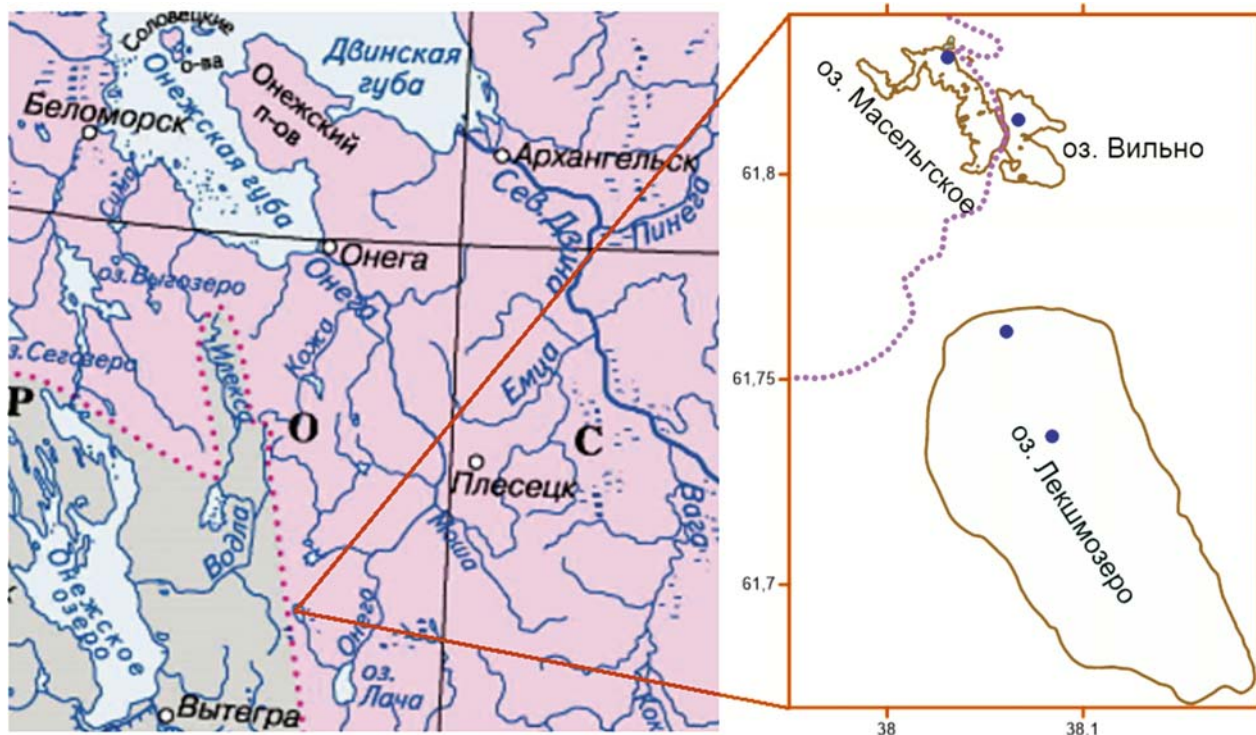 Соловецкие
о-ва
Двинская
губа
Онежская губа
Онежский
п-ов
Беломорск
Архангельск
Сев. Двина
Пинега
Онега
Онега
оз. Выгозеро
Кожа
Илекса
з. Сегозеро
Емца
Р
О
С
Плесецк
Вага
Моша
Водла
Онежское
озеро
Онега
оз.
Лача
Вытегра
Кок
оз. Масельгское
оз. Вильно
61,8
61,75
оз. Лекшмозеро
61,7
38
38,1